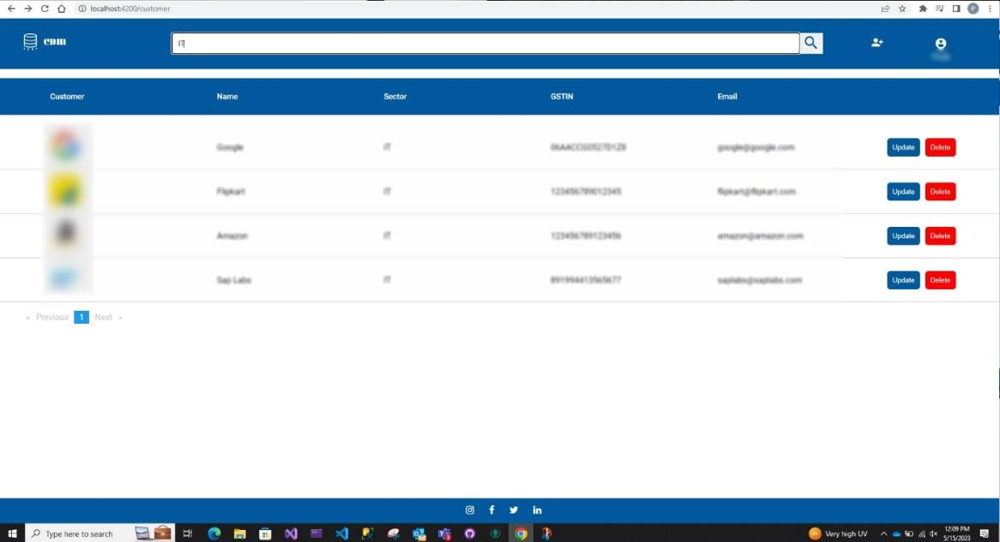 localhost:4200/customer
CDM
IT
Customer Name Sector GSTIN Email
Google IT google@google.com Update Delete
Flipkart IT 123456789012345 flipkart@flipkart.com Update Delete
Amazon IT 123456789123456 amazon@amazon.com Update Delete
Sap Labs IT saplabs@saplabs.com Update Delete
« Previous 1 Next »
Type here to search
Very high UV
12:09 PM
5/15/2023